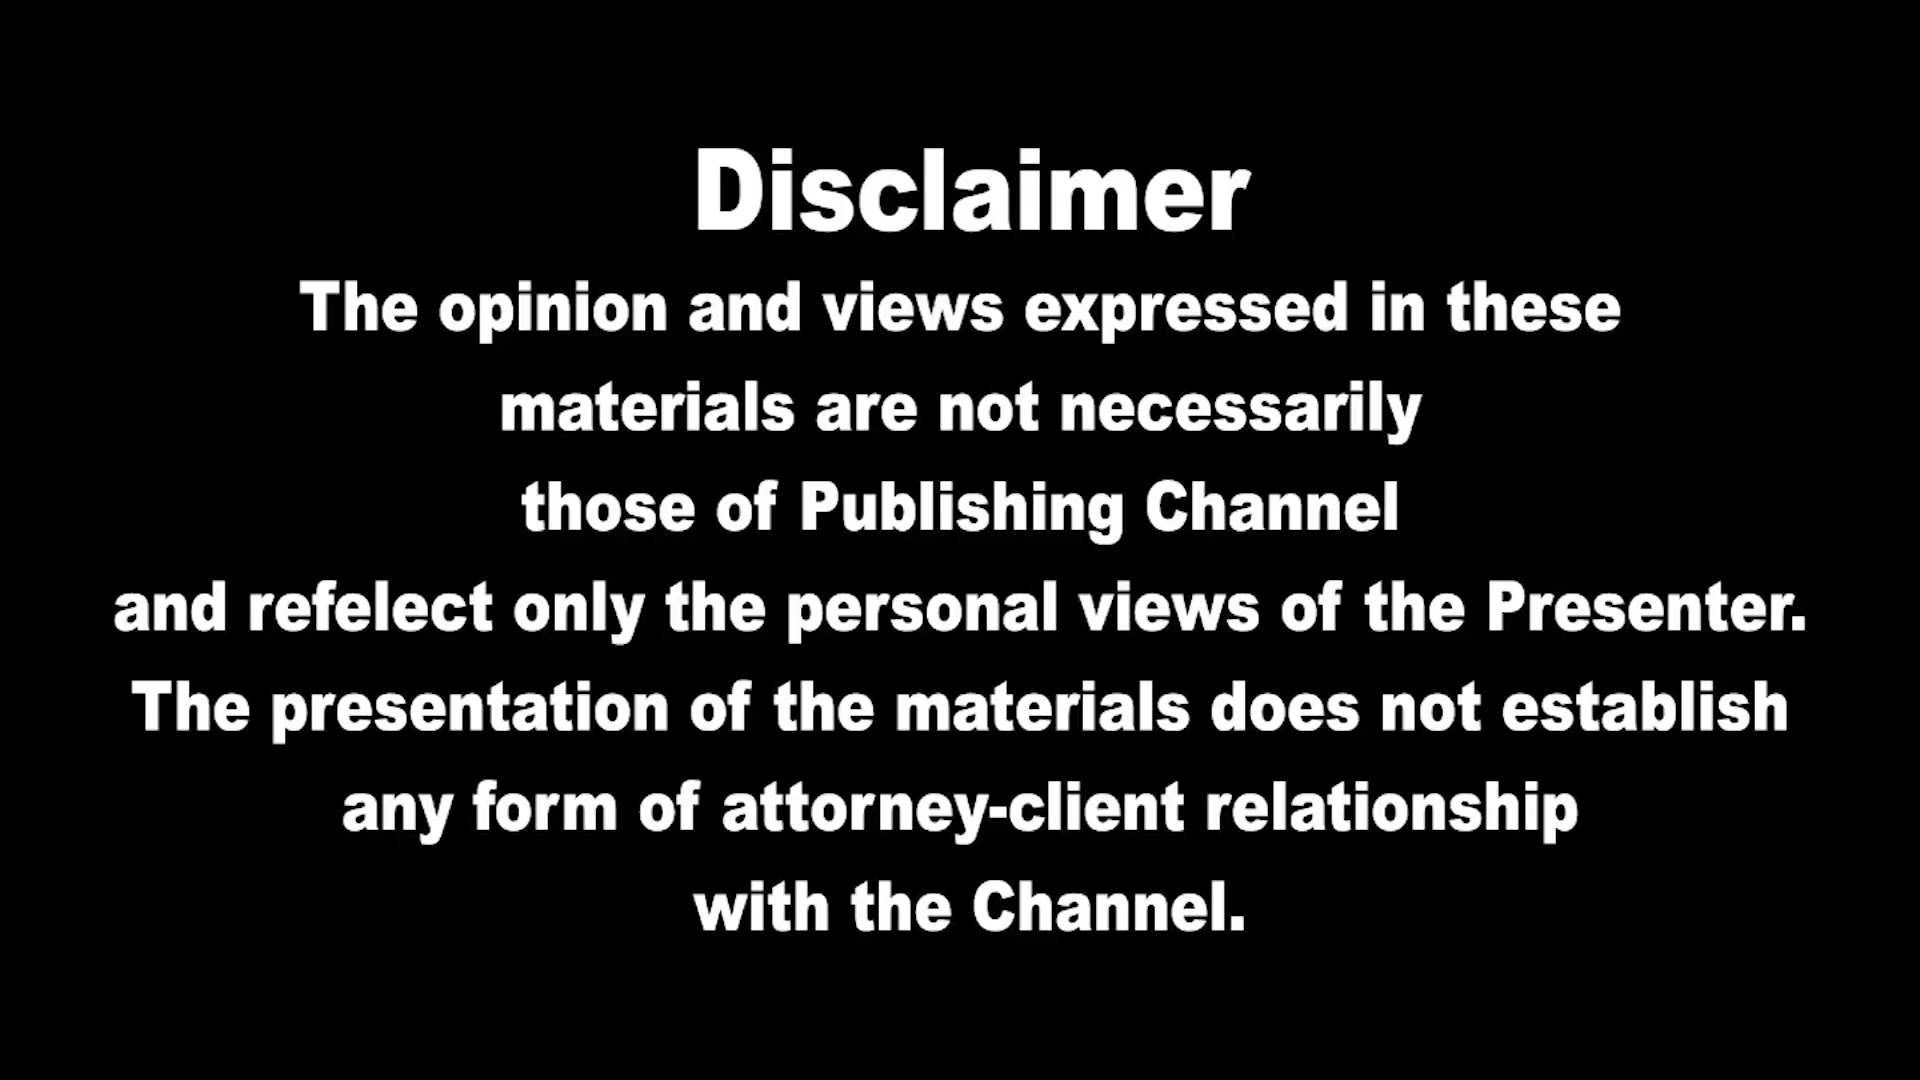 Disclaimer
The opinion and views expressed in these
materials are not necessarily
those of Publishing Channel
and refelect only the personal views of the Presenter.
The presentation of the materials does not establish
any form of attorney-client relationship
with the Channel.